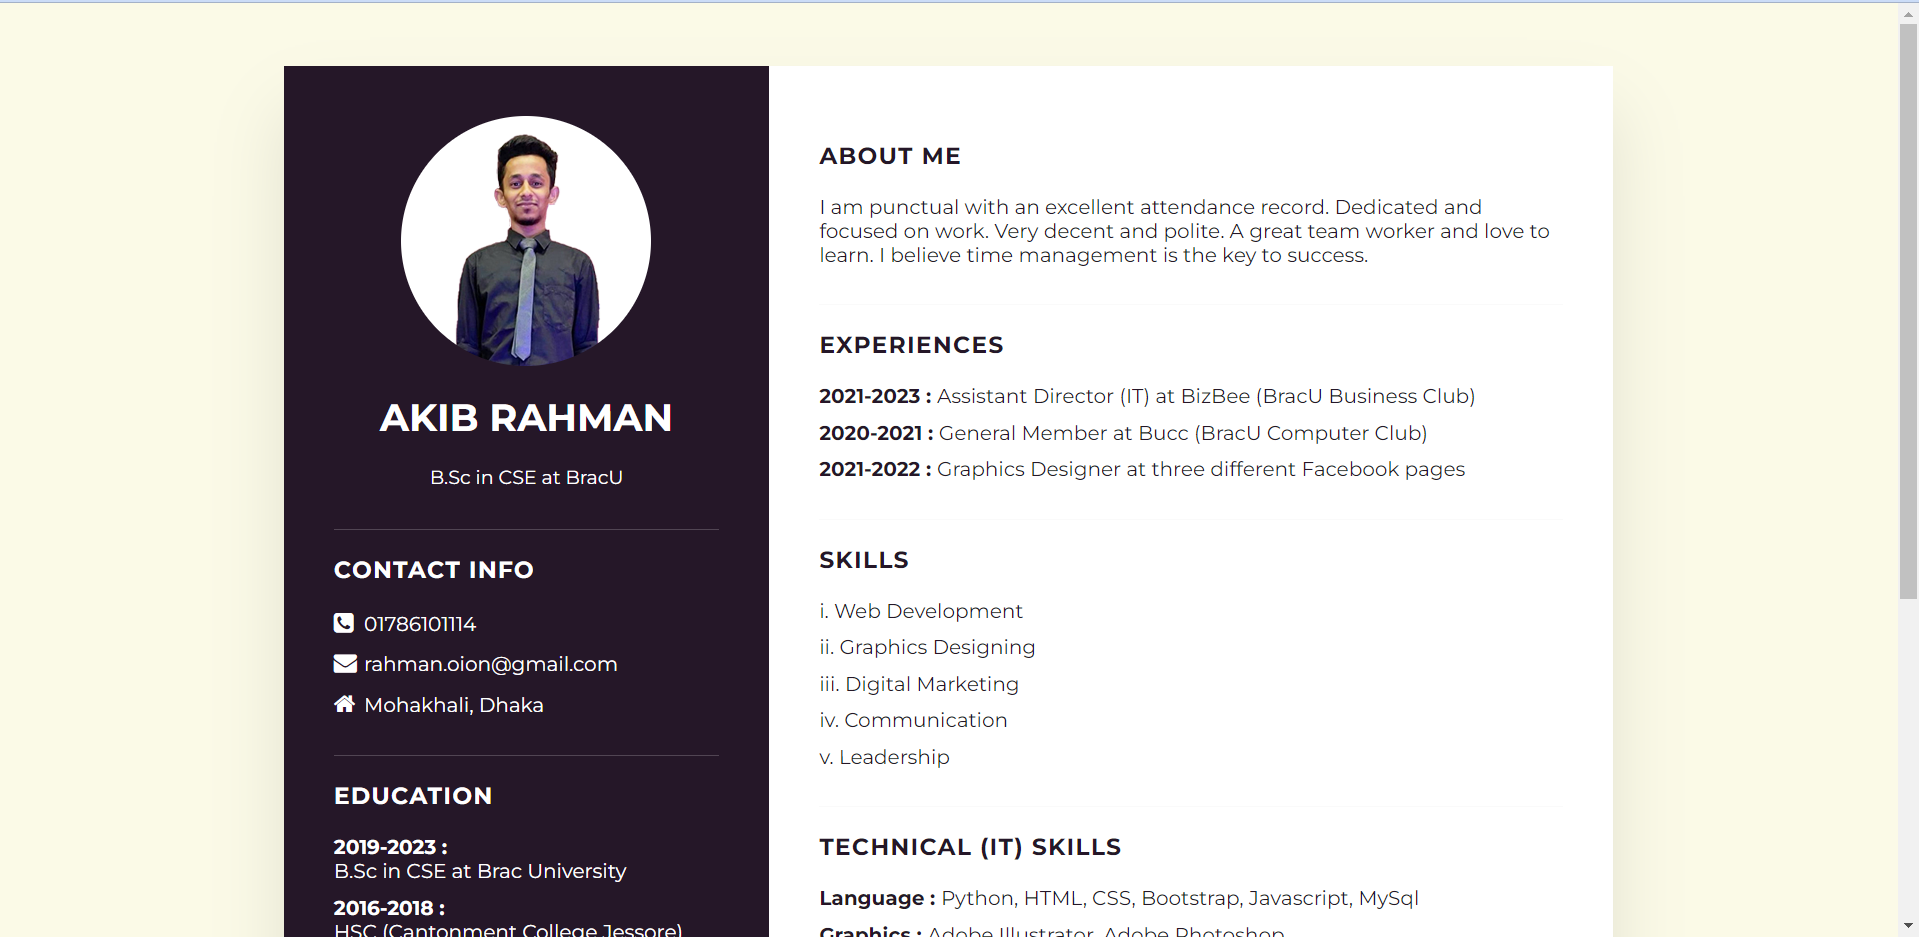 AKIB RAHMAN
B.Sc in CSE at BracU
CONTACT INFO
01786101114
rahman.oion@gmail.com
Mohakhali, Dhaka
EDUCATION
2019-2023 :
B.Sc in CSE at Brac University
2016-2018 :
HSC (Cantonment College Jessore)
ABOUT ME
I am punctual with an excellent attendance record. Dedicated and
focused on work. Very decent and polite. A great team worker and love to
learn. I believe time management is the key to success.
EXPERIENCES
2021-2023 : Assistant Director (IT) at BizBee (BracU Business Club)
2020-2021 : General Member at Bucc (BracU Computer Club)
2021-2022 : Graphics Designer at three different Facebook pages
SKILLS
i. Web Development
ii. Graphics Designing
iii. Digital Marketing
iv. Communication
v. Leadership
TECHNICAL (IT) SKILLS
Language : Python, HTML, CSS, Bootstrap, Javascript, MySql
Graphics : Adobe Illustrator, Adobe Photoshop